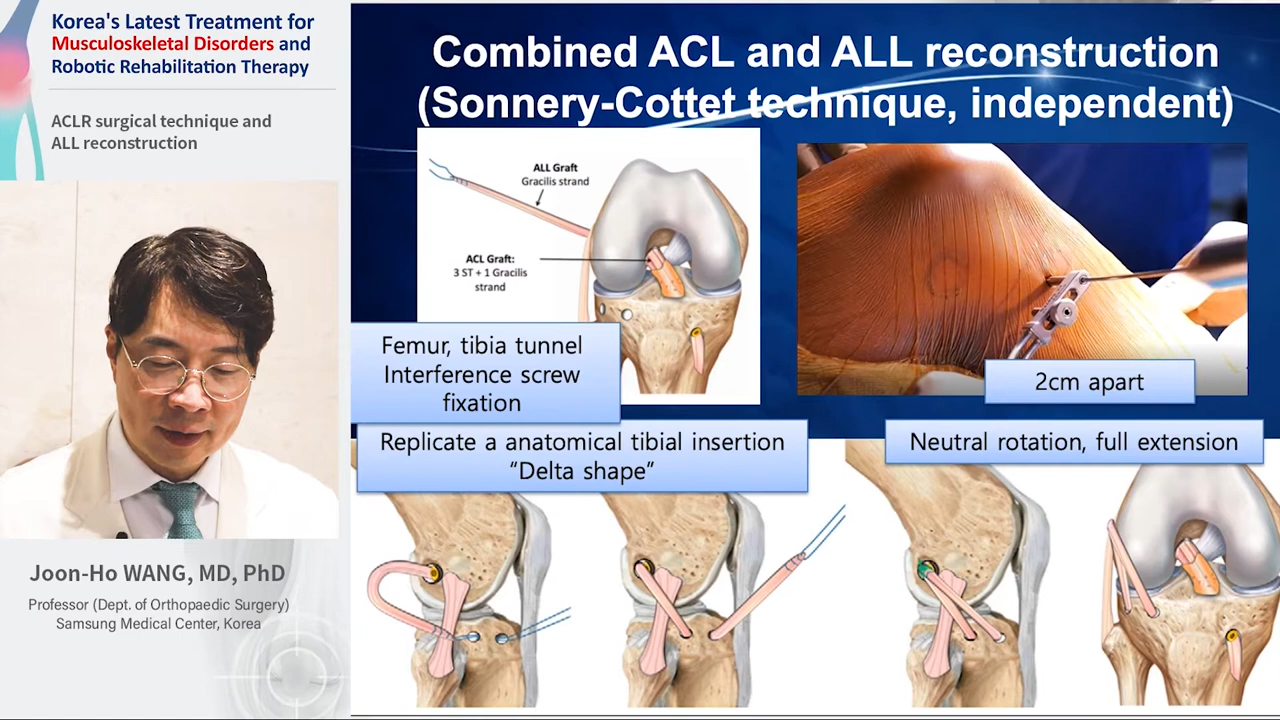 Korea's Latest Treatment for
Musculoskeletal Disorders and
Robotic Rehabilitation Therapy
ACLR surgical technique and
ALL reconstruction
Joon-Ho WANG, MD, PhD
Professor (Dept. of Orthopaedic Surgery)
Samsung Medical Center, Korea
Combined ACL and ALL reconstruction
(Sonnery-Cottet technique, independent)
ALL Graft
Gracilis strand
ACL Graft:
3 ST + 1 Gracilis
strand
Femur, tibia tunnel
Interference screw
fixation
2cm apart
Replicate a anatomical tibial insertion
“Delta shape”
Neutral rotation, full extension